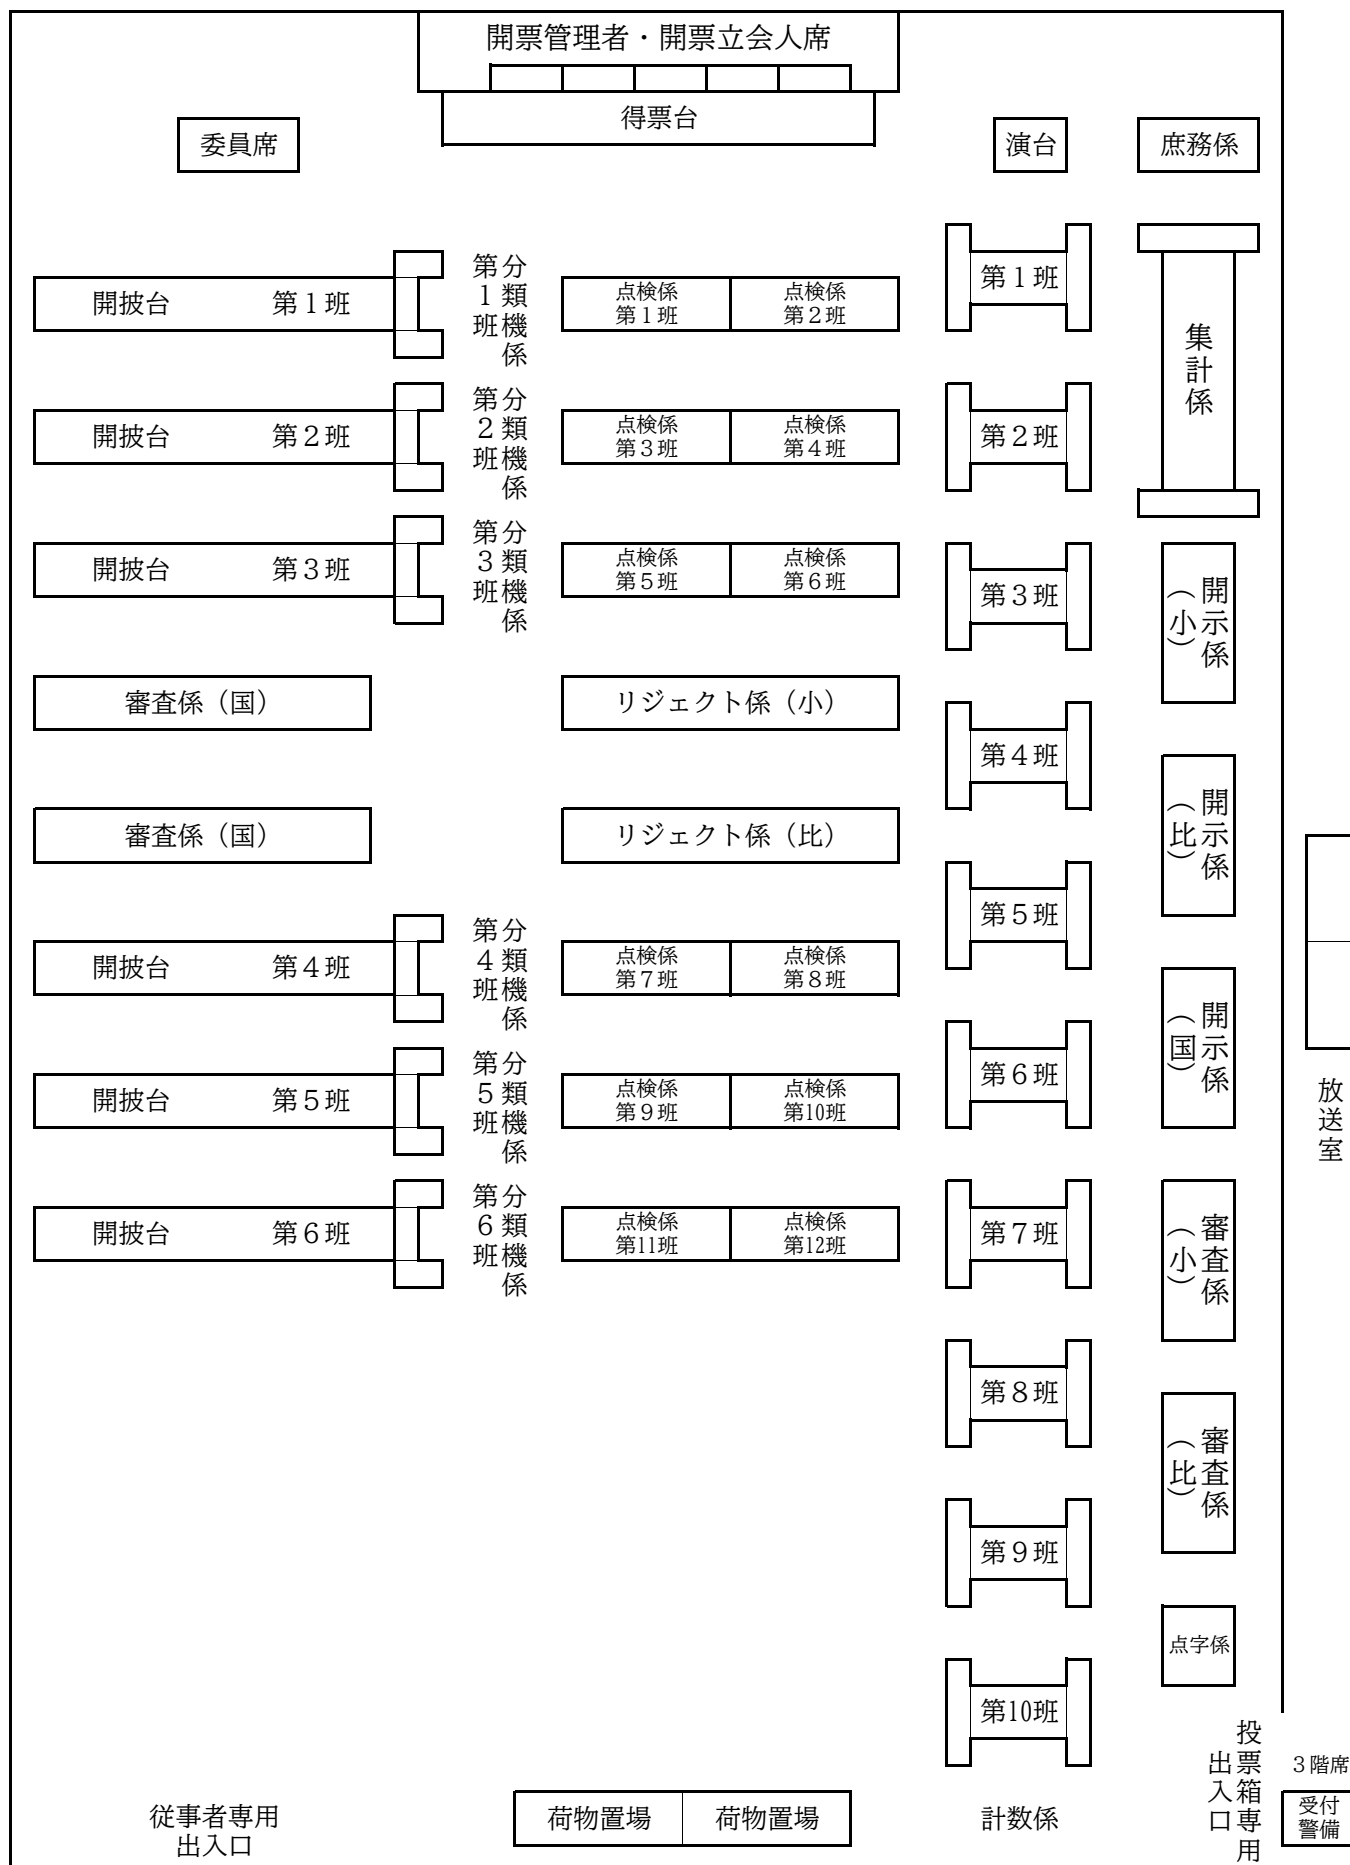 開票管理者・開票立会人席
得票台
委員席
演台
庶務係
開披台 第１班
分類機係
第１班
点検係
第１班
点検係
第２班
第１班
集計係
開披台 第２班
分類機係
第２班
点検係
第３班
点検係
第４班
第２班
開披台 第３班
分類機係
第３班
点検係
第５班
点検係
第６班
第３班
開示係
（小）
審査係（国）
リジェクト係（小）
第４班
開示係
（比）
審査係（国）
リジェクト係（比）
第５班
開披台 第４班
分類機係
第４班
点検係
第７班
点検係
第８班
開示係
（国）
第６班
放送室
開披台 第５班
分類機係
第５班
点検係
第９班
点検係
第10班
開披台 第６班
分類機係
第６班
点検係
第11班
点検係
第12班
第７班
審査係
（小）
第８班
審査係
（比）
第９班
点字係
第10班
投票箱専用
出入口
３階席
受付
警備
従事者専用
出入口
荷物置場
荷物置場
計数係